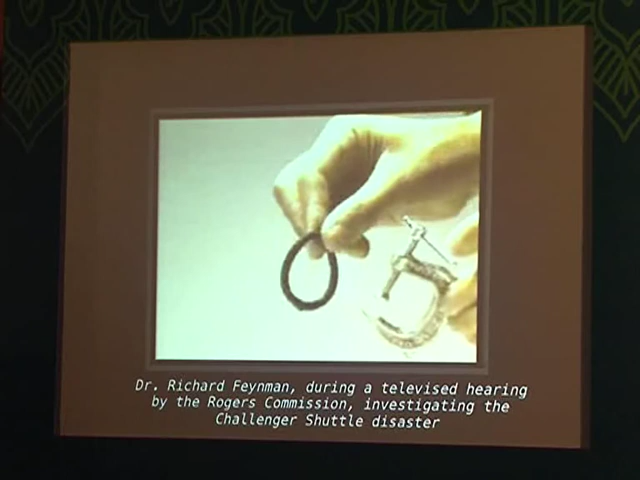 Dr. Richard Feynman, during a televised hearing
by the Rogers Commission, investigating the
Challenger Shuttle disaster